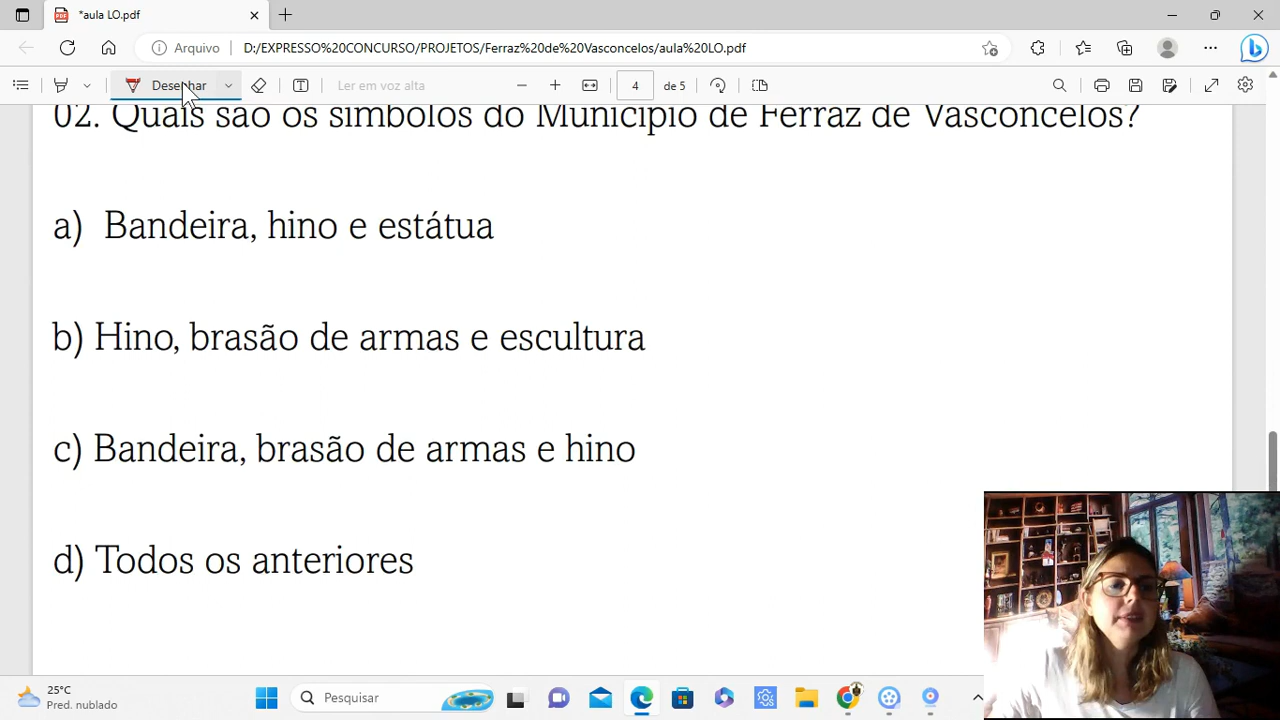 *aula LO.pdf
Arquivo D:/EXPRESSO%20CONCURSO/PROJETOS/Ferraz%20de%20Vasconcelos/aula%20LO.pdf
Desenhar Ler em voz alta 4 de 5
02. Quais são os símbolos do Município de Ferraz de Vasconcelos?
a) Bandeira, hino e estátua
b) Hino, brasão de armas e escultura
c) Bandeira, brasão de armas e hino
d) Todos os anteriores
25°C
Pred. nublado
Pesquisar